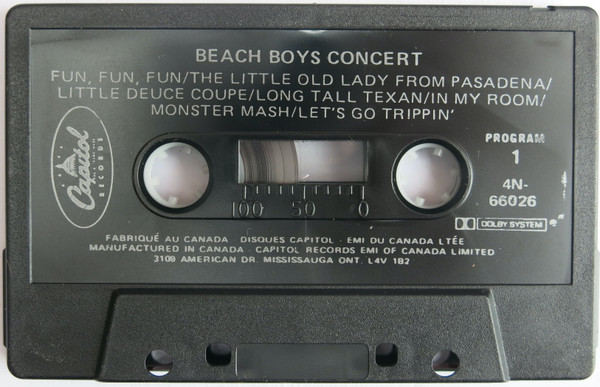 BEACH BOYS CONCERT
FUN, FUN, FUN/THE LITTLE OLD LADY FROM PASADENA/
LITTLE DEUCE COUPE/LONG TALL TEXAN/IN MY ROOM/
MONSTER MASH/LET'S GO TRIPPIN'
Capitol
RECORDS
PROGRAM
1
4N-
66026
DOLBY SYSTEM
100 50 0
FABRIQUÉ AU CANADA DISQUES CAPITOL - EMI DU CANADA LTÉE
MANUFACTURED IN CANADA CAPITOL RECORDS EMI OF CANADA LIMITED
3109 AMERICAN DR. MISSISSAUGA ONT. L4V 1B2